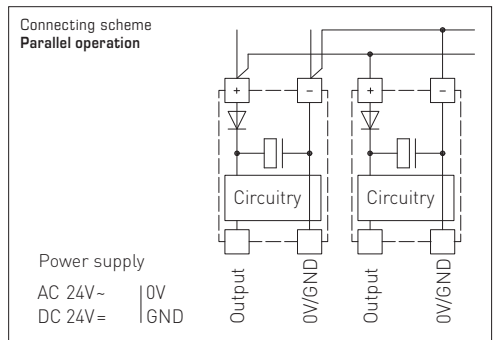 Connecting scheme
Parallel operation
+ − + −
Circuitry Circuitry
Power supply
AC 24V~ 0V
DC 24V= GND
Output
0V/GND
Output
0V/GND